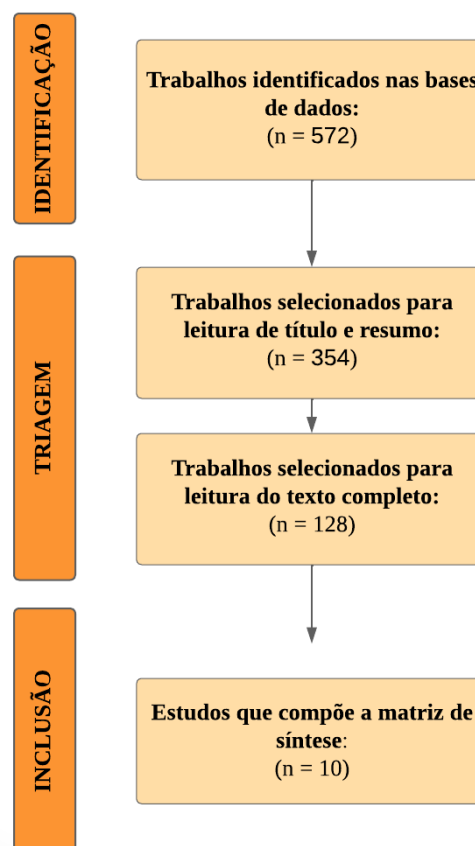 IDENTIFICAÇÃO
Trabalhos identificados nas bases
de dados:
(n = 572)
TRIAGEM
Trabalhos selecionados para
leitura de título e resumo:
(n = 354)
Trabalhos selecionados para
leitura do texto completo:
(n = 128)
INCLUSÃO
Estudos que compõe a matriz de
síntese:
(n = 10)